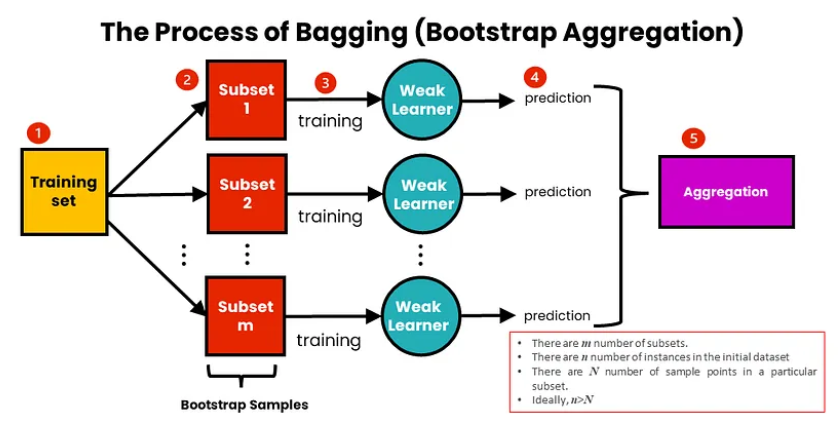 The Process of Bagging (Bootstrap Aggregation)
1
Training
set
2
Subset
1
3
training
Weak
Learner
4
prediction
Subset
2
training
Weak
Learner
prediction
5
Aggregation
Subset
m
training
Weak
Learner
prediction
Bootstrap Samples
• There are m number of subsets.
• There are n number of instances in the initial dataset
• There are N number of sample points in a particular
subset.
• Ideally, n>N